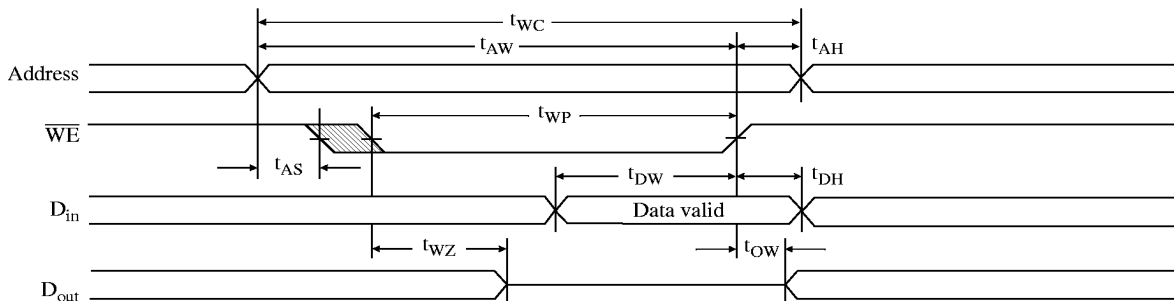 tWC
tAW
tAH
Address
tWP
WE
tAS
tDW
tDH
Din
Data valid
tWZ
tOW
Dout